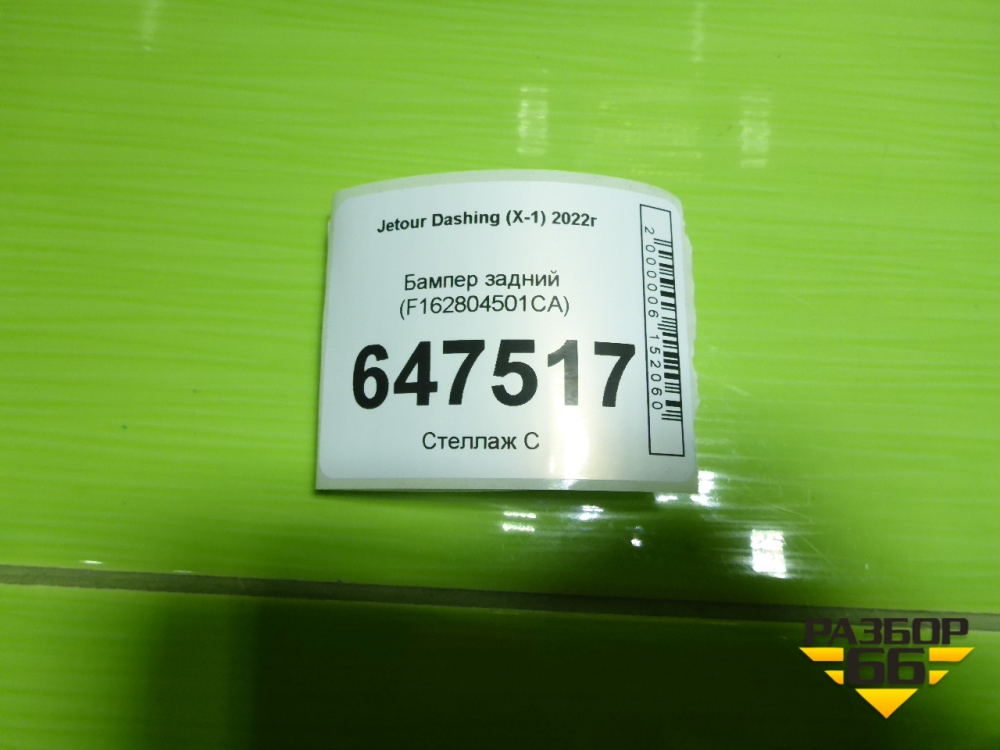 Jetour Dashing (X-1) 2022г
Бампер задний
(F162804501CA)
647517
Стеллаж С
2000006152060
РАЗБОР
66